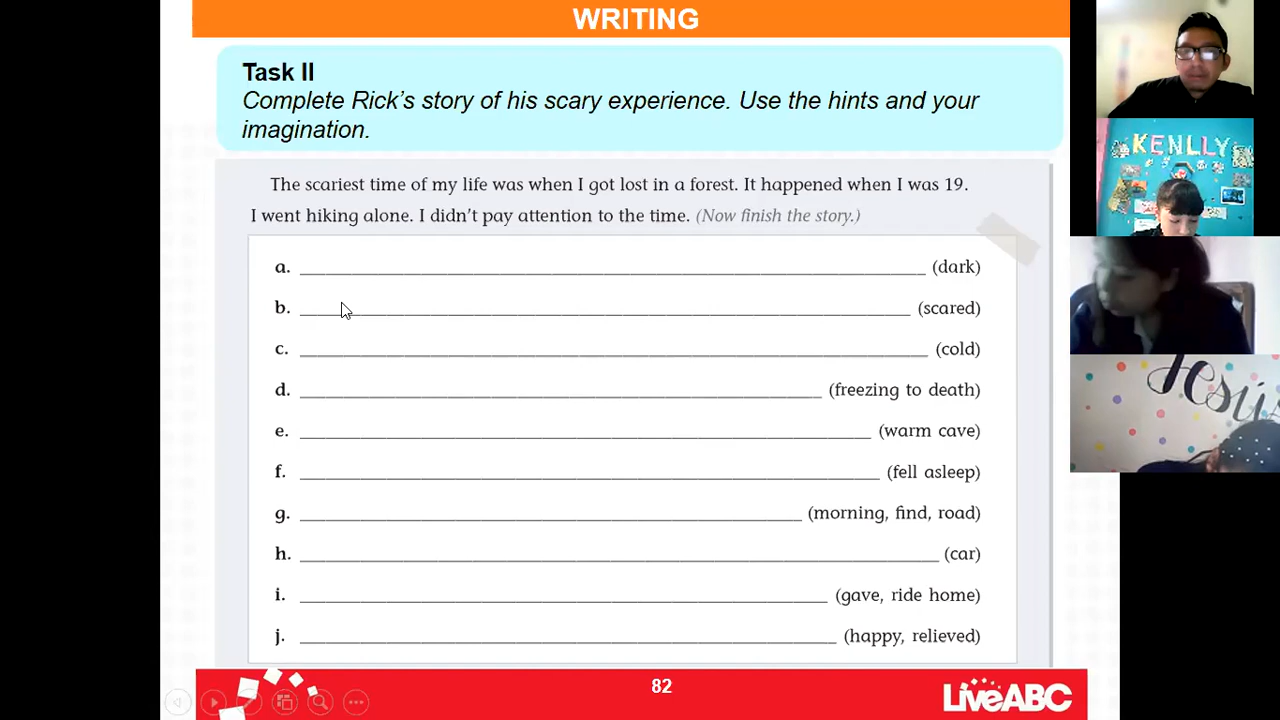 WRITING
Task II
Complete Rick's story of his scary experience. Use the hints and your
imagination.
The scariest time of my life was when I got lost in a forest. It happened when I was 19.
I went hiking alone. I didn't pay attention to the time. (Now finish the story.)
a. (dark)
b. (scared)
c. (cold)
d. (freezing to death)
e. (warm cave)
f. (fell asleep)
g. (morning, find, road)
h. (car)
i. (gave, ride home)
j. (happy, relieved)
82
LiveABC
KENLLY
Jesús